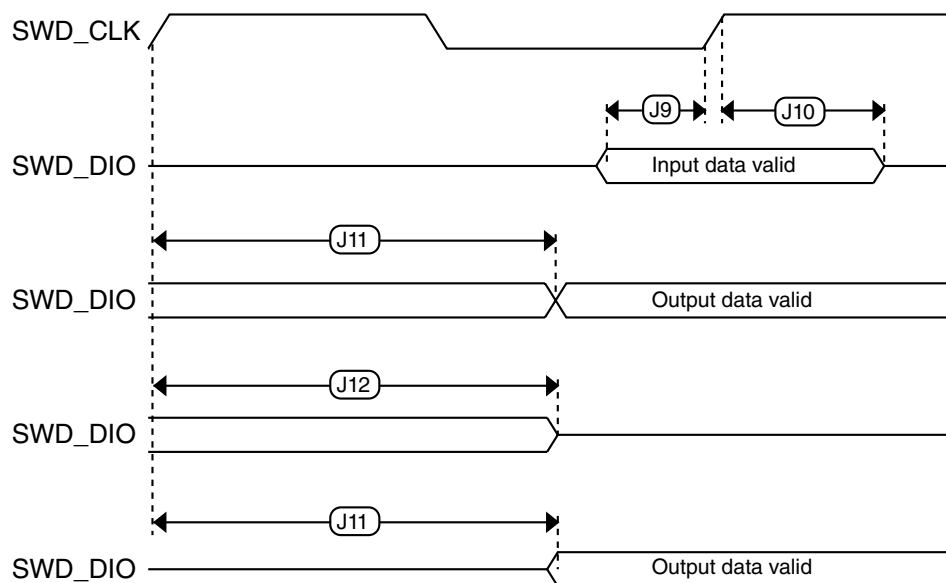 SWD_CLK
J9
J10
SWD_DIO
Input data valid
J11
SWD_DIO
Output data valid
J12
SWD_DIO
J11
SWD_DIO
Output data valid